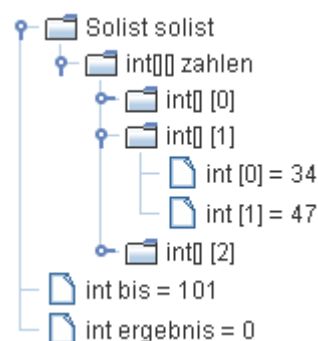 Solist solist
int[][] zahlen
int[] [0]
int[] [1]
int [0] = 34
int [1] = 47
int[] [2]
int bis = 101
int ergebnis = 0